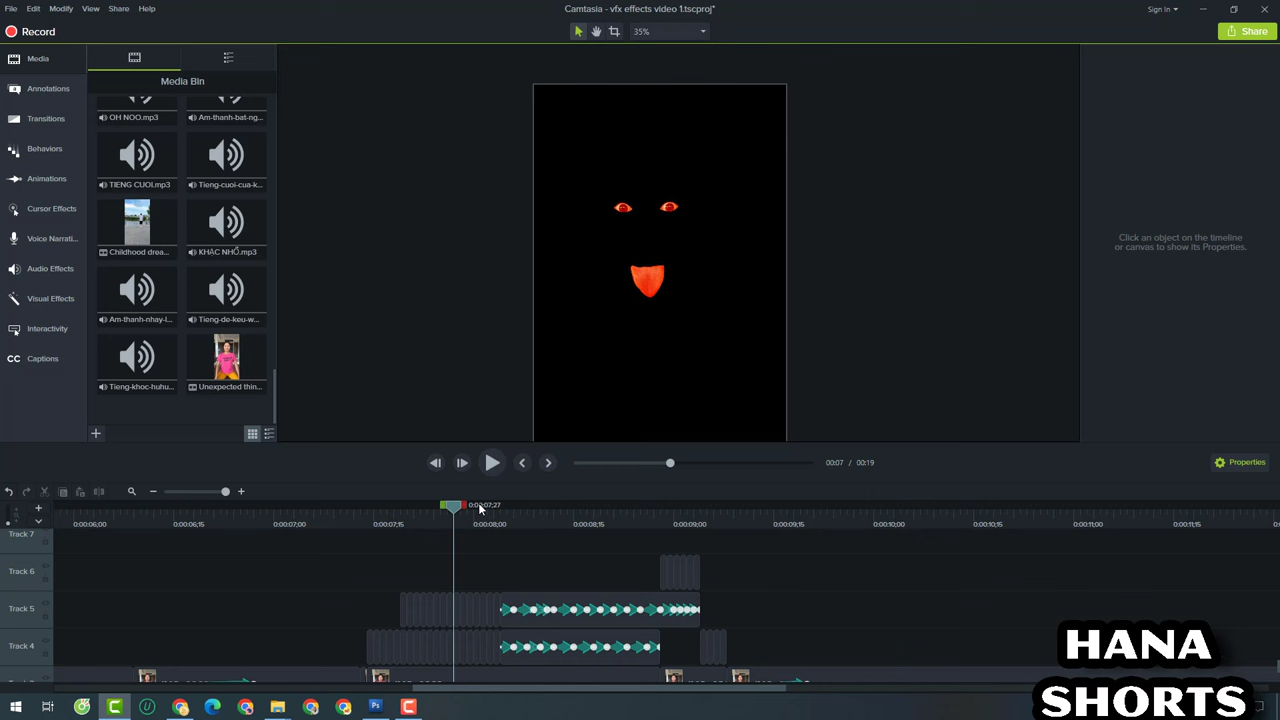 File Edit Modify View Share Help
Camtasia - vfx effects video 1.tscproj*
Sign In
Record
35%
Share
Media
Annotations
Transitions
Behaviors
Animations
Cursor Effects
Voice Narrati...
Audio Effects
Visual Effects
Interactivity
CC Captions
Media Bin
OH NOO.mp3
Am-thanh-bat-ng...
TIENG CUOI.mp3
Tieng-cuoi-cua-k...
Childhood drea...
KHẠC NHỔ.mp3
Am-thanh-nhay-l...
Tieng-de-keu-w...
Tieng-khoc-huhu...
Unexpected thin...
Click an object on the timeline
or canvas to show its Properties.
00:07 / 00:19
Properties
0:00:07;27
0:00:06;00 0:00:06;15 0:00:07;00 0:00:07;15 0:00:08;00 0:00:08;15 0:00:09;00 0:00:09;15 0:00:10;00 0:00:10;15 0:00:11;00 0:00:11;15
Track 7
Track 6
Track 5
Track 4
HANA
SHORTS